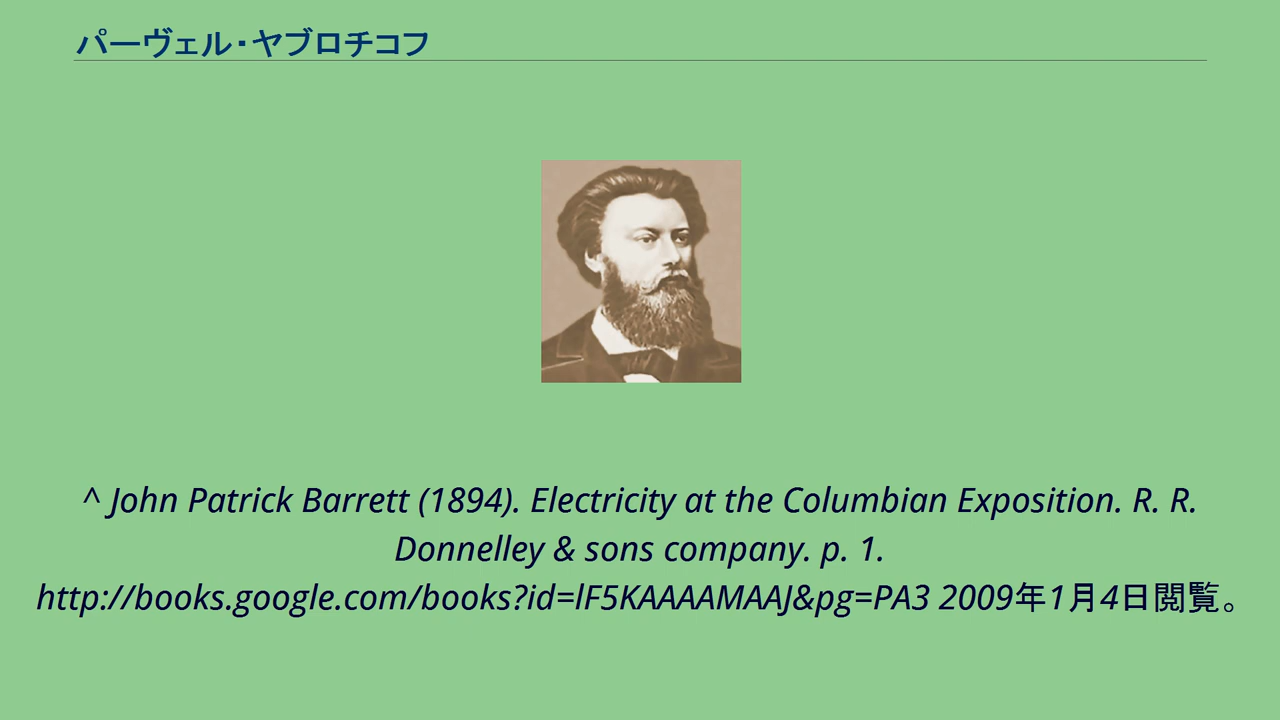 パーヴェル・ヤブロチコフ
^ John Patrick Barrett (1894). Electricity at the Columbian Exposition. R. R.
Donnelley & sons company. p. 1.
http://books.google.com/books?id=lF5KAAAAMAAJ&pg=PA3 2009年1月4日閲覧。